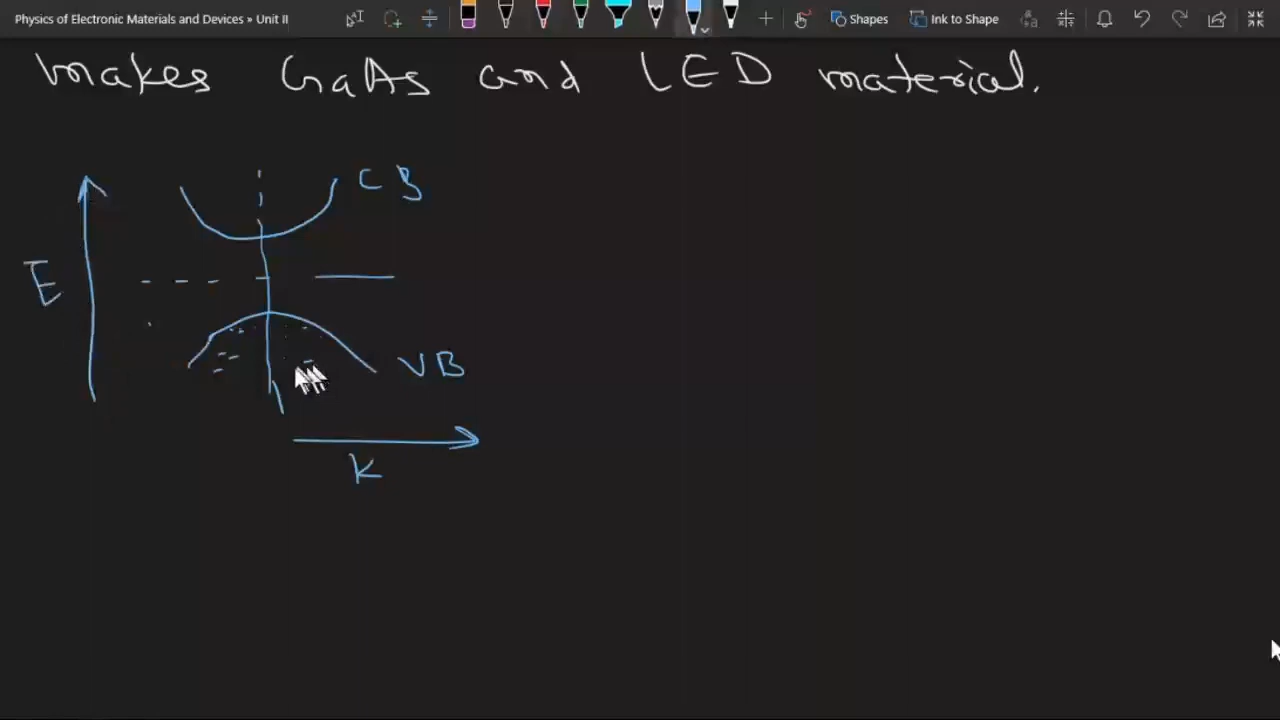 Physics of Electronic Materials and Devices » Unit II
Shapes
Ink to Shape
makes GaAs and LED material.
CB
E
VB
K